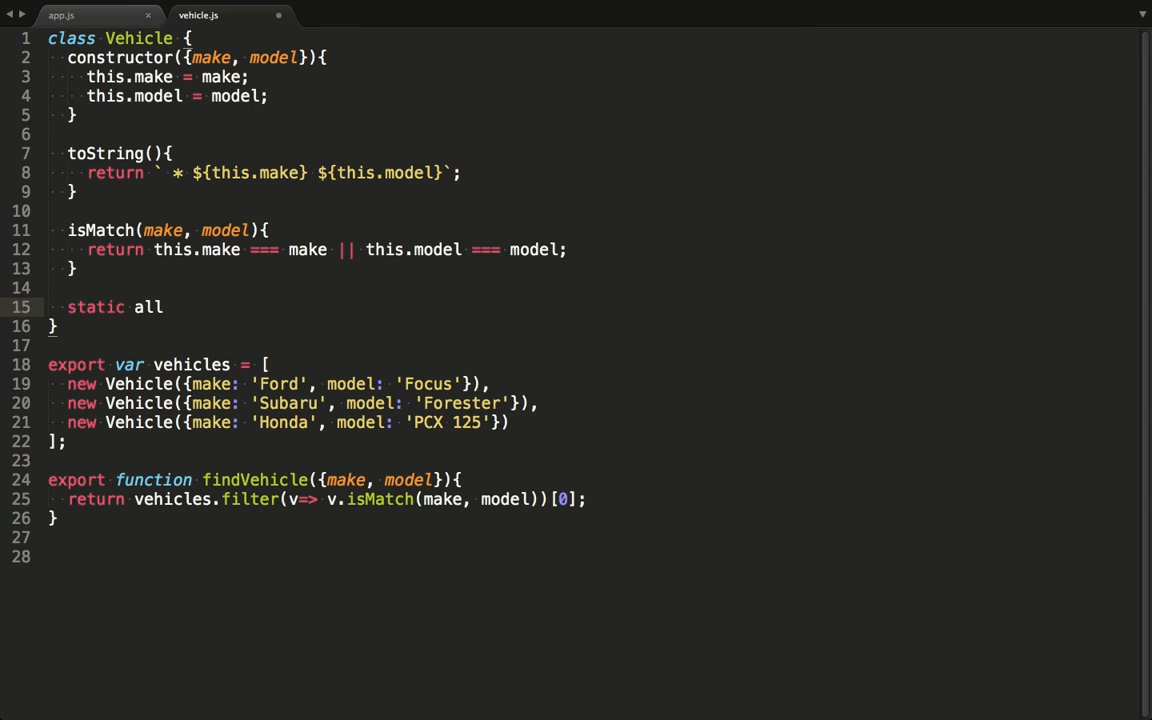 app.js × vehicle.js
1 class Vehicle {
2   constructor({make, model}){
3     this.make = make;
4     this.model = model;
5   }
6
7   toString(){
8     return ` * ${this.make} ${this.model}`;
9   }
10
11   isMatch(make, model){
12     return this.make === make || this.model === model;
13   }
14
15   static all
16 }
17
18 export var vehicles = [
19   new Vehicle({make: 'Ford', model: 'Focus'}),
20   new Vehicle({make: 'Subaru', model: 'Forester'}),
21   new Vehicle({make: 'Honda', model: 'PCX 125'})
22 ];
23
24 export function findVehicle({make, model}){
25   return vehicles.filter(v=> v.isMatch(make, model))[0];
26 }
27
28